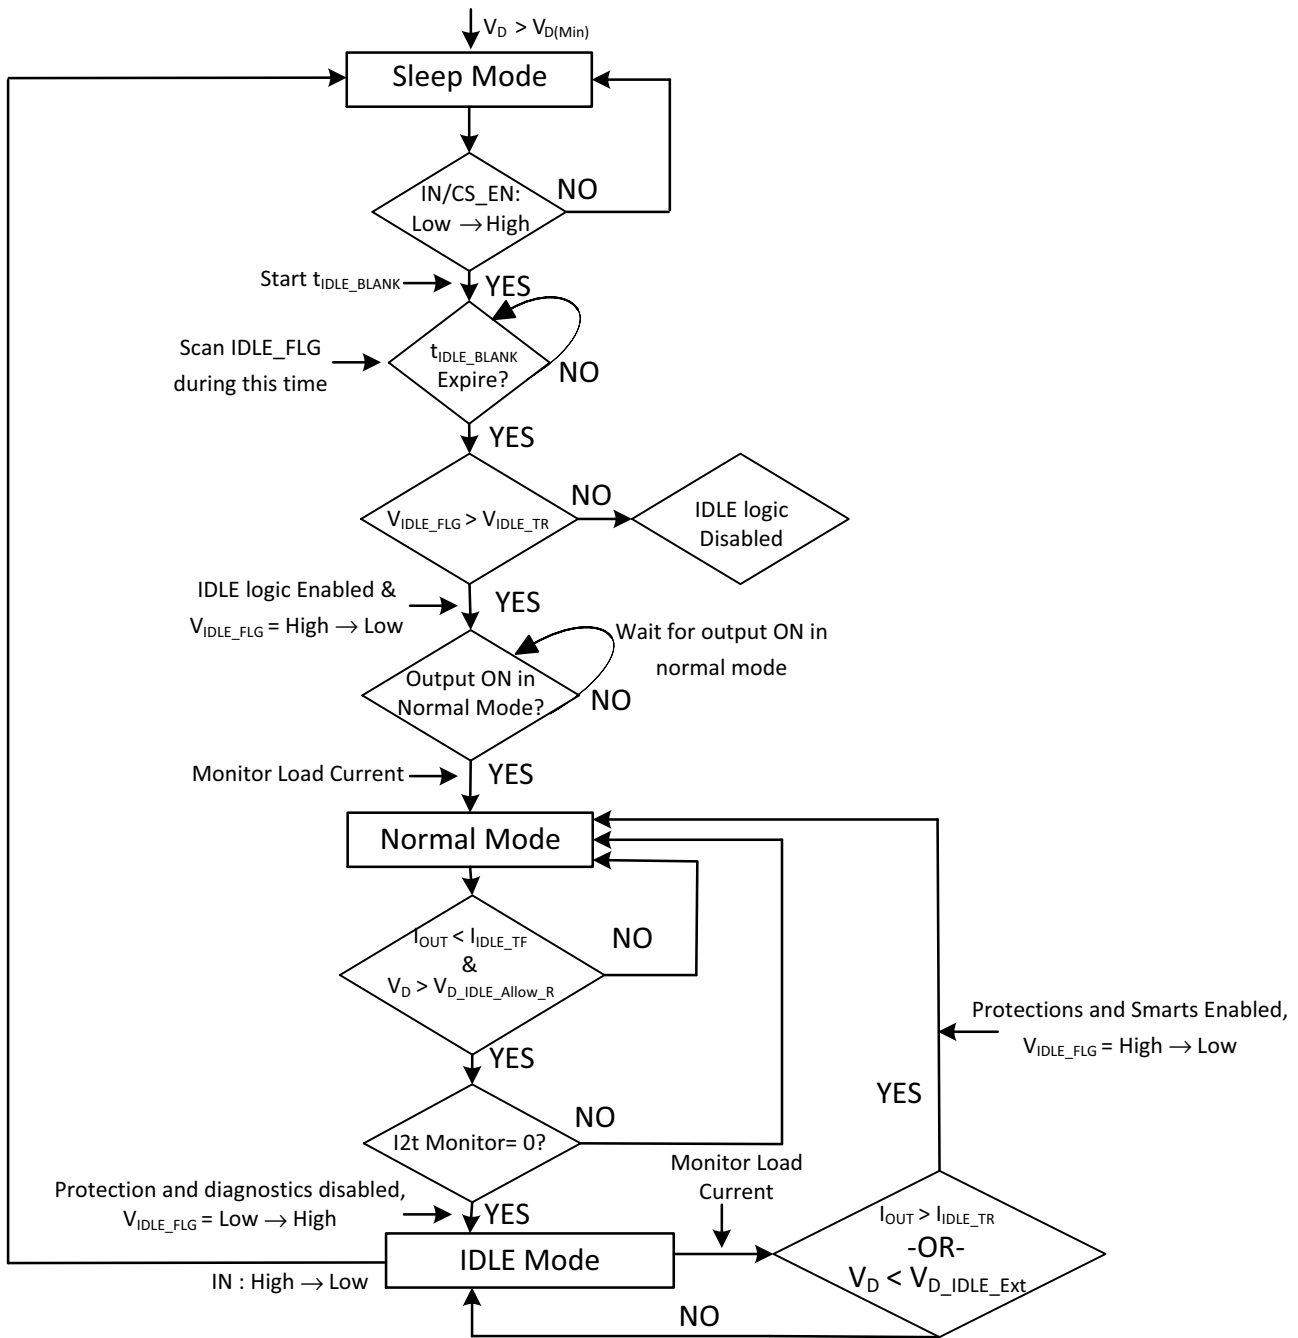 V_D > V_D(Min)
Sleep Mode
IN/CS_EN:
Low → High
NO
Start t_IDLE_BLANK
YES
Scan IDLE_FLG
during this time
t_IDLE_BLANK
Expire?
NO
YES
V_IDLE_FLG > V_IDLE_TR
NO
IDLE logic
Disabled
IDLE logic Enabled &
V_IDLE_FLG = High → Low
YES
Wait for output ON in
normal mode
Output ON in
Normal Mode?
NO
Monitor Load Current
YES
Normal Mode
I_OUT < I_IDLE_TF
&
V_D > V_D_IDLE_Allow_R
NO
YES
Protections and Smarts Enabled,
V_IDLE_FLG = High → Low
YES
I2t Monitor= 0?
NO
Protection and diagnostics disabled,
V_IDLE_FLG = Low → High
YES
Monitor Load
Current
IDLE Mode
IN : High → Low
I_OUT > I_IDLE_TR
-OR-
V_D < V_D_IDLE_Ext
NO